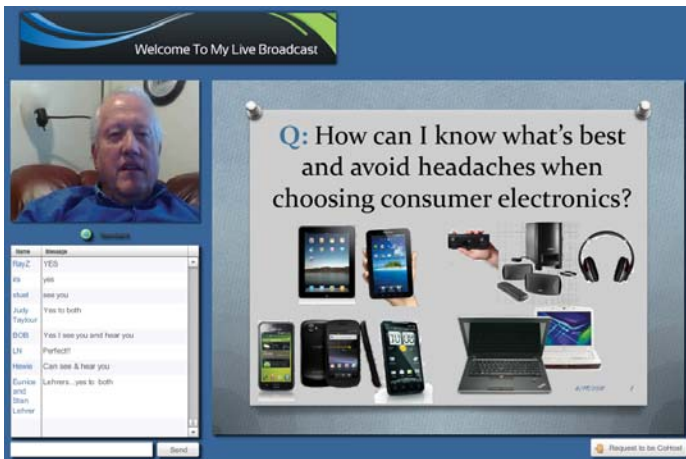 Welcome To My Live Broadcast
Q: How can I know what's best
and avoid headaches when
choosing consumer electronics?
Name Message
RayZ YES
yes
see you
Judy Yes to both
Taylour
BOB Yes I see you and hear you
LN Perfect!!
Howie Can see & hear you
Eunice Lehrers...yes to both
and
Stan
Lehrer
Send
Request to be CoHost